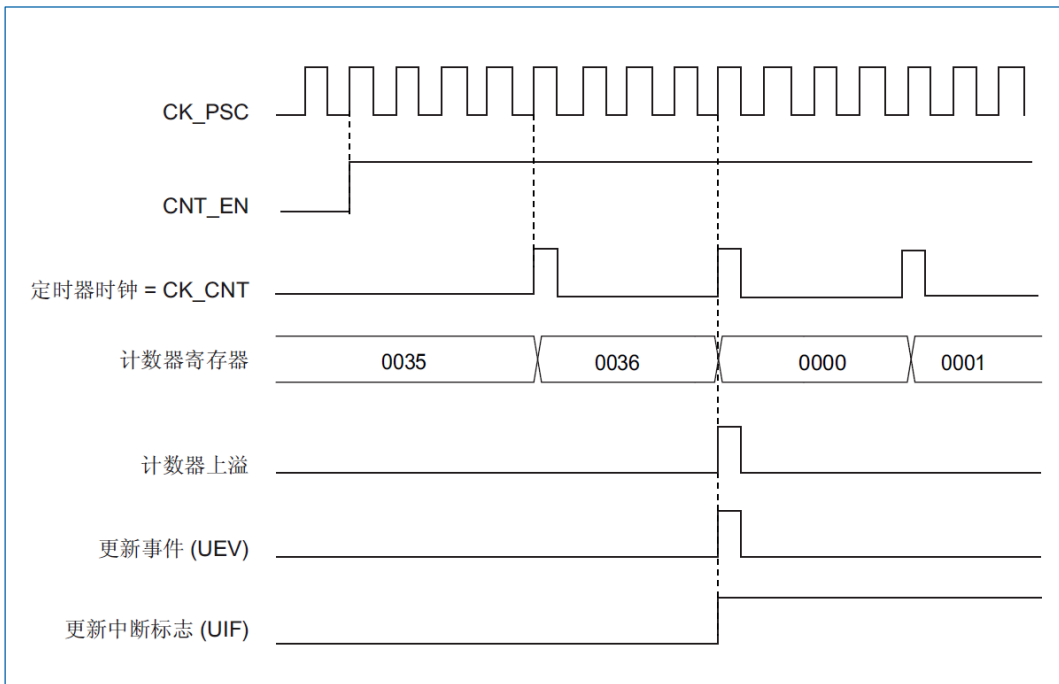 CK_PSC
CNT_EN
定时器时钟 = CK_CNT
计数器寄存器
0035
0036
0000
0001
计数器上溢
更新事件 (UEV)
更新中断标志 (UIF)